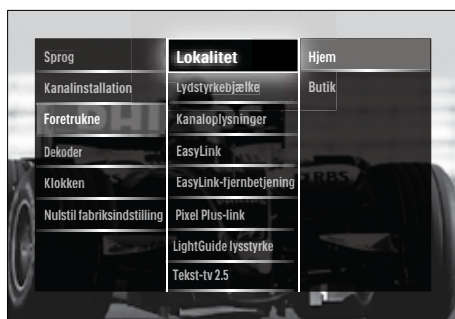 Sprog
Kanalinstallation
Foretrukne
Dekoder
Klokken
Nulstil fabriksindstilling
Lokalitet
Lydstyrkebjælke
Kanaloplysninger
EasyLink
EasyLink-fjernbetjening
Pixel Plus-link
LightGuide lysstyrke
Tekst-tv 2.5
Hjem
Butik
RBS